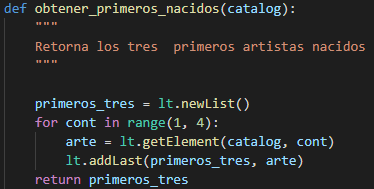 def obtener_primeros_nacidos(catalog):
    """
    Retorna los tres  primeros artistas nacidos
    """

    primeros_tres = lt.newList()
    for cont in range(1, 4):
        arte = lt.getElement(catalog, cont)
        lt.addLast(primeros_tres, arte)
    return primeros_tres